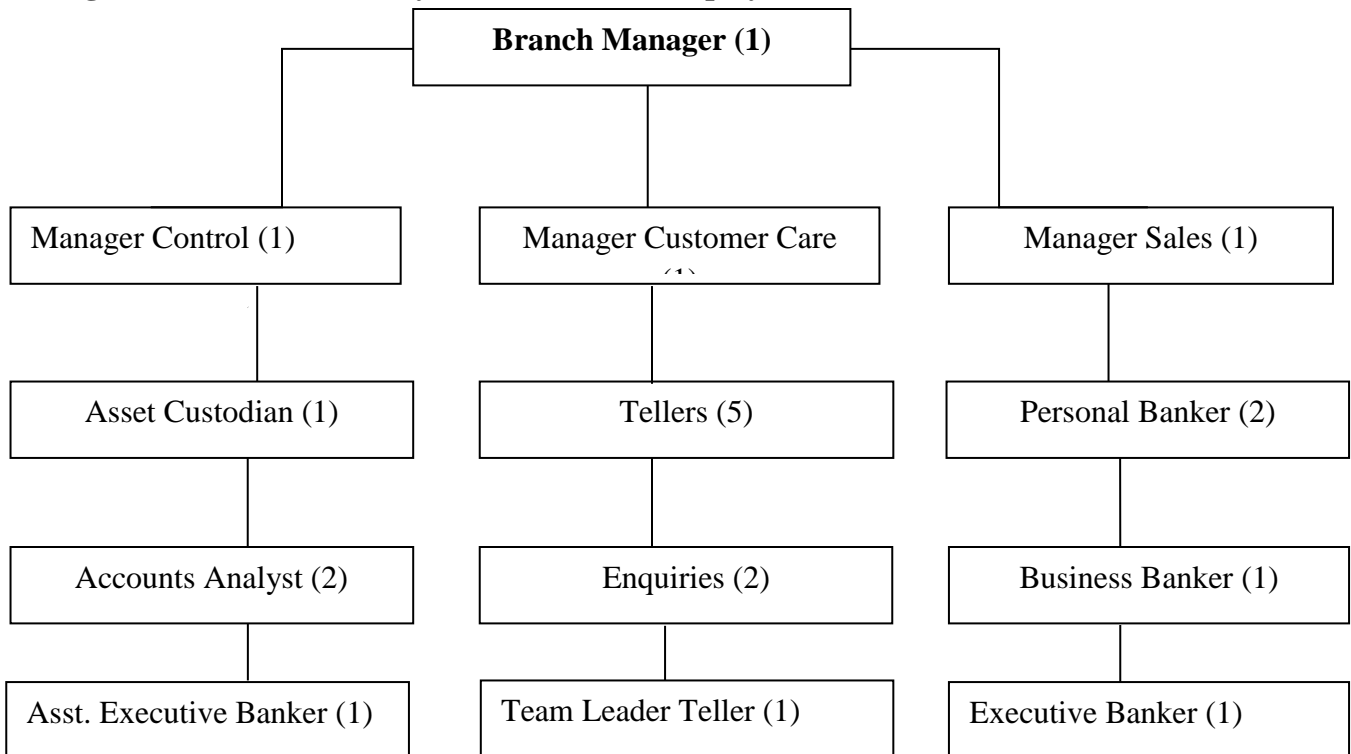 Branch Manager (1)
Manager Control (1)
Manager Customer Care
Manager Sales (1)
Asset Custodian (1)
Tellers (5)
Personal Banker (2)
Accounts Analyst (2)
Enquiries (2)
Business Banker (1)
Asst. Executive Banker (1)
Team Leader Teller (1)
Executive Banker (1)